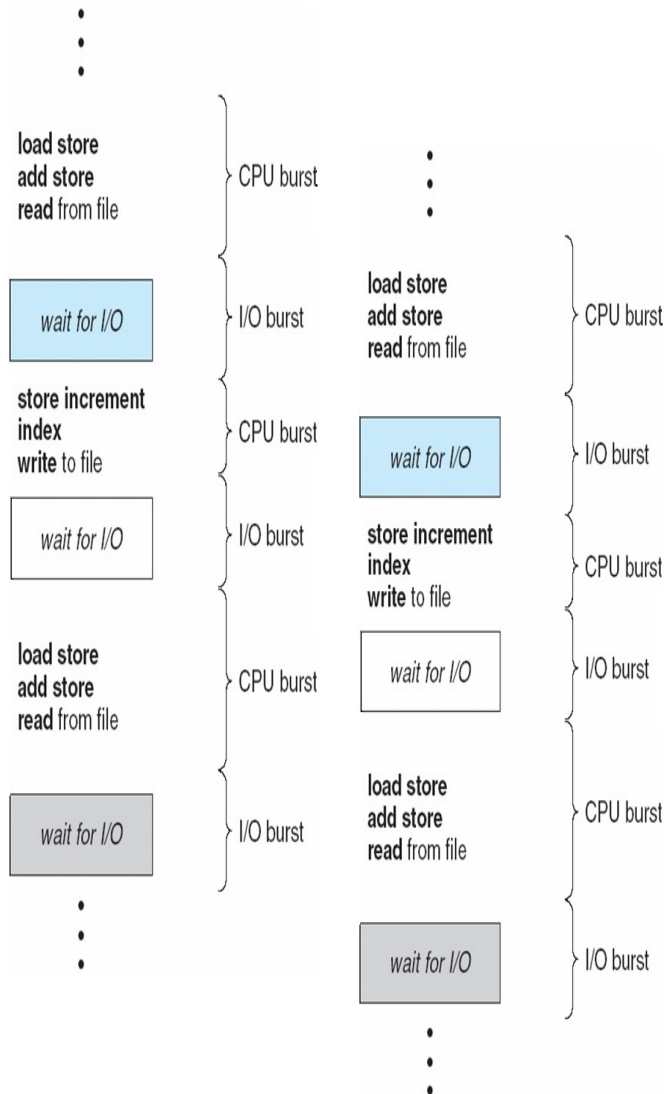 load store
add store
read from file
CPU burst
wait for I/O
I/O burst
store increment
index
write to file
CPU burst
wait for I/O
I/O burst
load store
add store
read from file
CPU burst
wait for I/O
I/O burst
load store
add store
read from file
CPU burst
wait for I/O
I/O burst
store increment
index
write to file
CPU burst
wait for I/O
I/O burst
load store
add store
read from file
CPU burst
wait for I/O
I/O burst